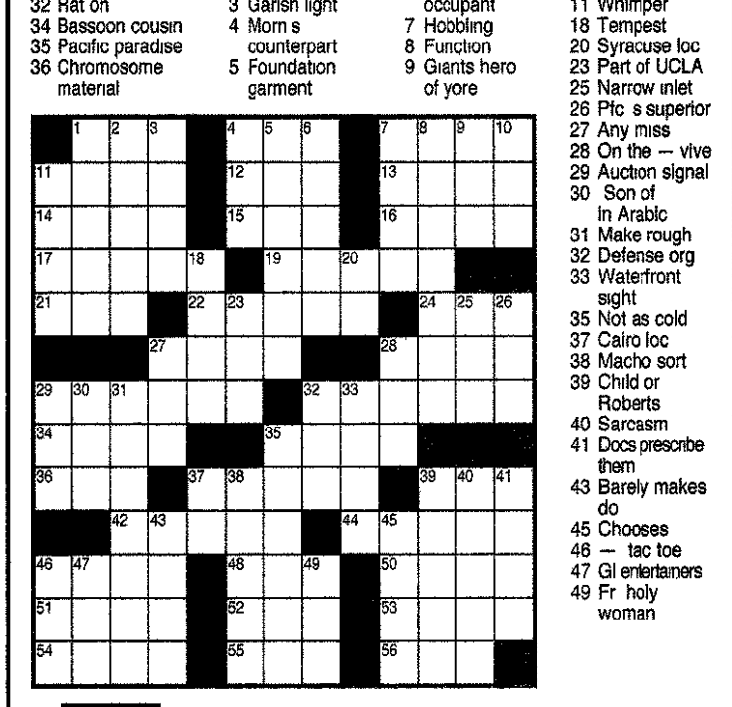 32 Rat on
34 Bassoon cousin
35 Pacific paradise
36 Chromosome
material
3 Garish light
4 Morn s
counterpart
5 Foundation
garment
occupant
7 Hobbling
8 Function
9 Giants hero
of yore
11 Whimper
18 Tempest
20 Syracuse loc
23 Part of UCLA
25 Narrow inlet
26 Pfc s superior
27 Any miss
28 On the — vive
29 Auction signal
30 Son of
in Arabic
31 Make rough
32 Defense org
33 Waterfront
sight
35 Not as cold
37 Cairo loc
38 Macho sort
39 Child or
Roberts
40 Sarcasm
41 Docs prescribe
them
43 Barely makes
do
45 Chooses
46 — tac toe
47 GI entertainers
49 Fr holy
woman
1 2 3 4 5 6 7 8 9 10
11 12 13
14 15 16
17 18 19 20
21 22 23 24 25 26
27 28
29 30 31 32 33
34 35
36 37 38 39 40 41
42 43 44 45
46 47 48 49 50
51 52 53
54 55 56